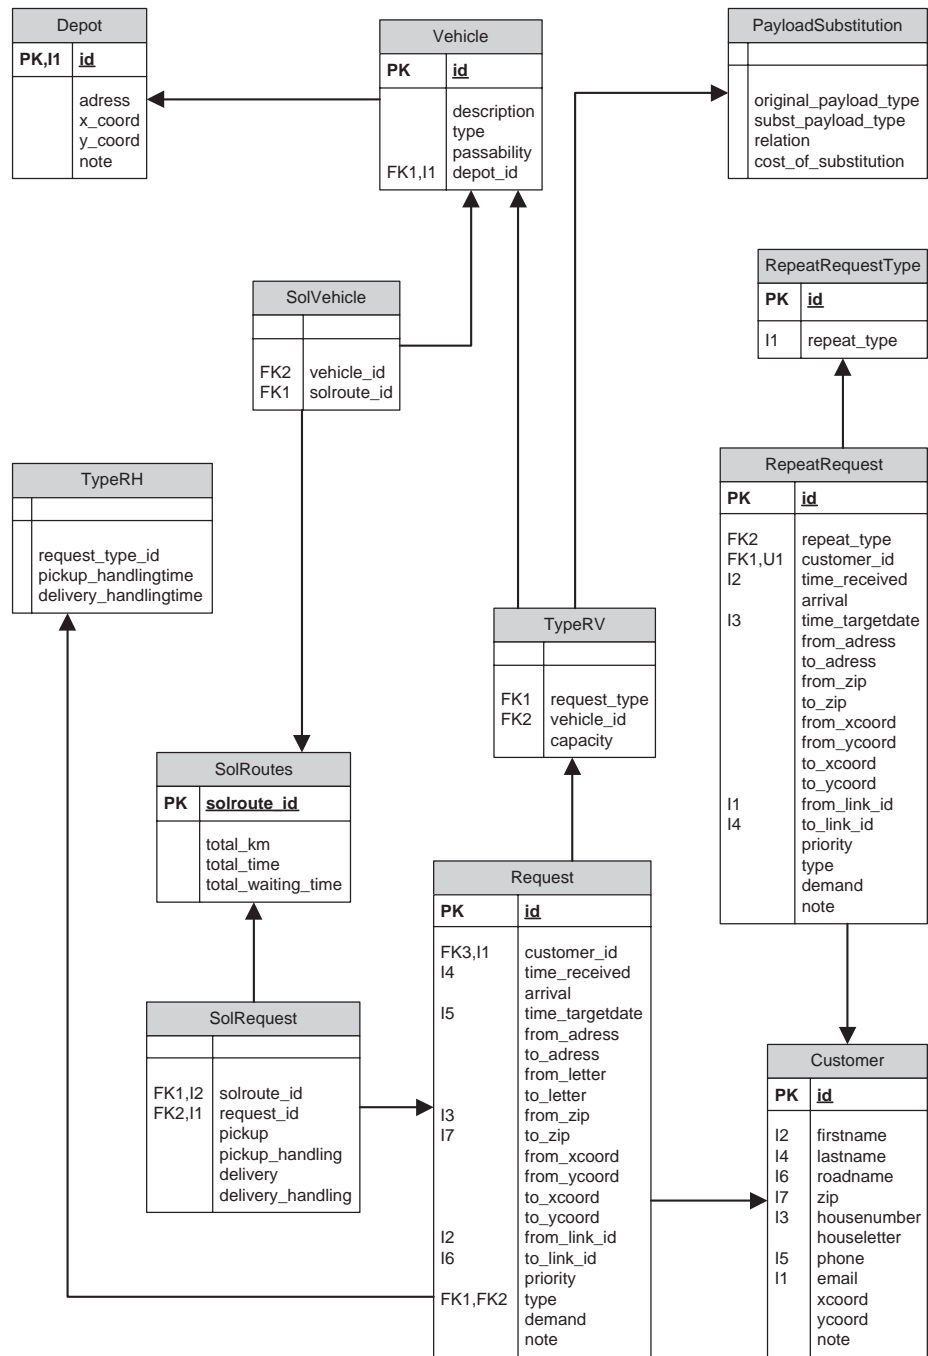 Depot
PK,I1 id
adress
x_coord
y_coord
note
Vehicle
PK id
description
type
passability
FK1,I1 depot_id
PayloadSubstitution
original_payload_type
subst_payload_type
relation
cost_of_substitution
SolVehicle
FK2 vehicle_id
FK1 solroute_id
RepeatRequestType
PK id
I1 repeat_type
TypeRH
request_type_id
pickup_handlingtime
delivery_handlingtime
RepeatRequest
PK id
FK2 repeat_type
FK1,U1 customer_id
I2 time_received
arrival
I3 time_targetdate
from_adress
to_adress
from_zip
to_zip
from_xcoord
from_ycoord
to_xcoord
to_ycoord
I1 from_link_id
I4 to_link_id
priority
type
demand
note
TypeRV
FK1 request_type
FK2 vehicle_id
capacity
SolRoutes
PK solroute_id
total_km
total_time
total_waiting_time
Request
PK id
FK3,I1 customer_id
I4 time_received
arrival
I5 time_targetdate
from_adress
to_adress
from_letter
to_letter
I3 from_zip
I7 to_zip
from_xcoord
from_ycoord
to_xcoord
to_ycoord
I2 from_link_id
I6 to_link_id
priority
FK1,FK2 type
demand
note
SolRequest
FK1,I2 solroute_id
FK2,I1 request_id
pickup
pickup_handling
delivery
delivery_handling
Customer
PK id
I2 firstname
I4 lastname
I6 roadname
I7 zip
I3 housenumber
houseletter
I5 phone
I1 email
xcoord
ycoord
note